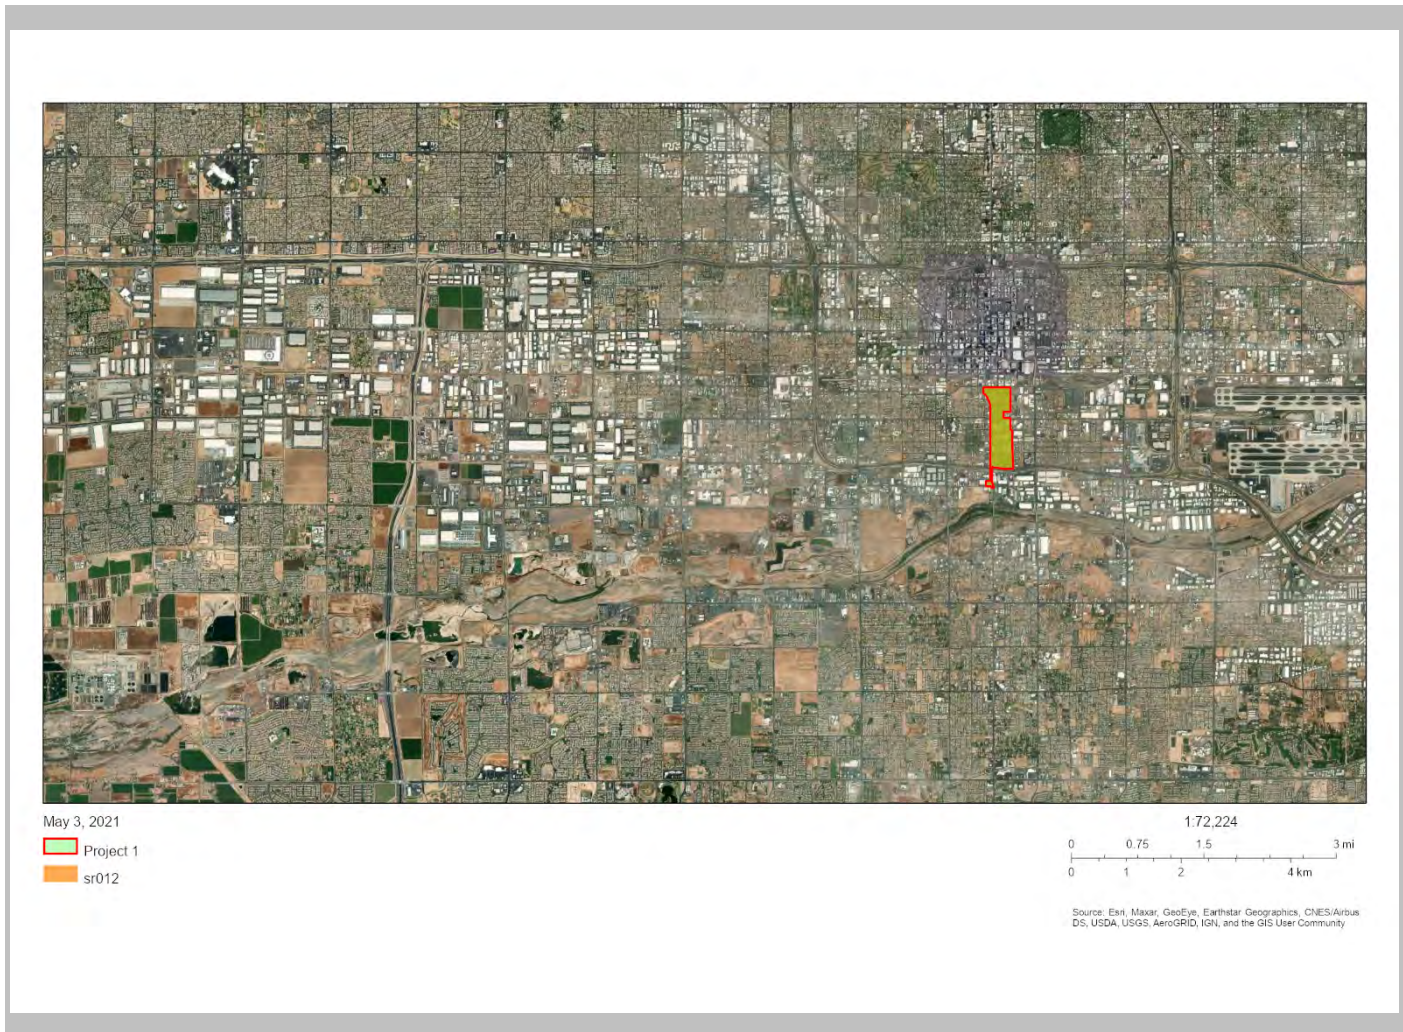 May 3, 2021
Project 1
sr012
1:72,224
0 0.75 1.5 3 mi
0 1 2 4 km
Source: Esri, Maxar, GeoEye, Earthstar Geographics, CNES/Airbus
DS, USDA, USGS, AeroGRID, IGN, and the GIS User Community